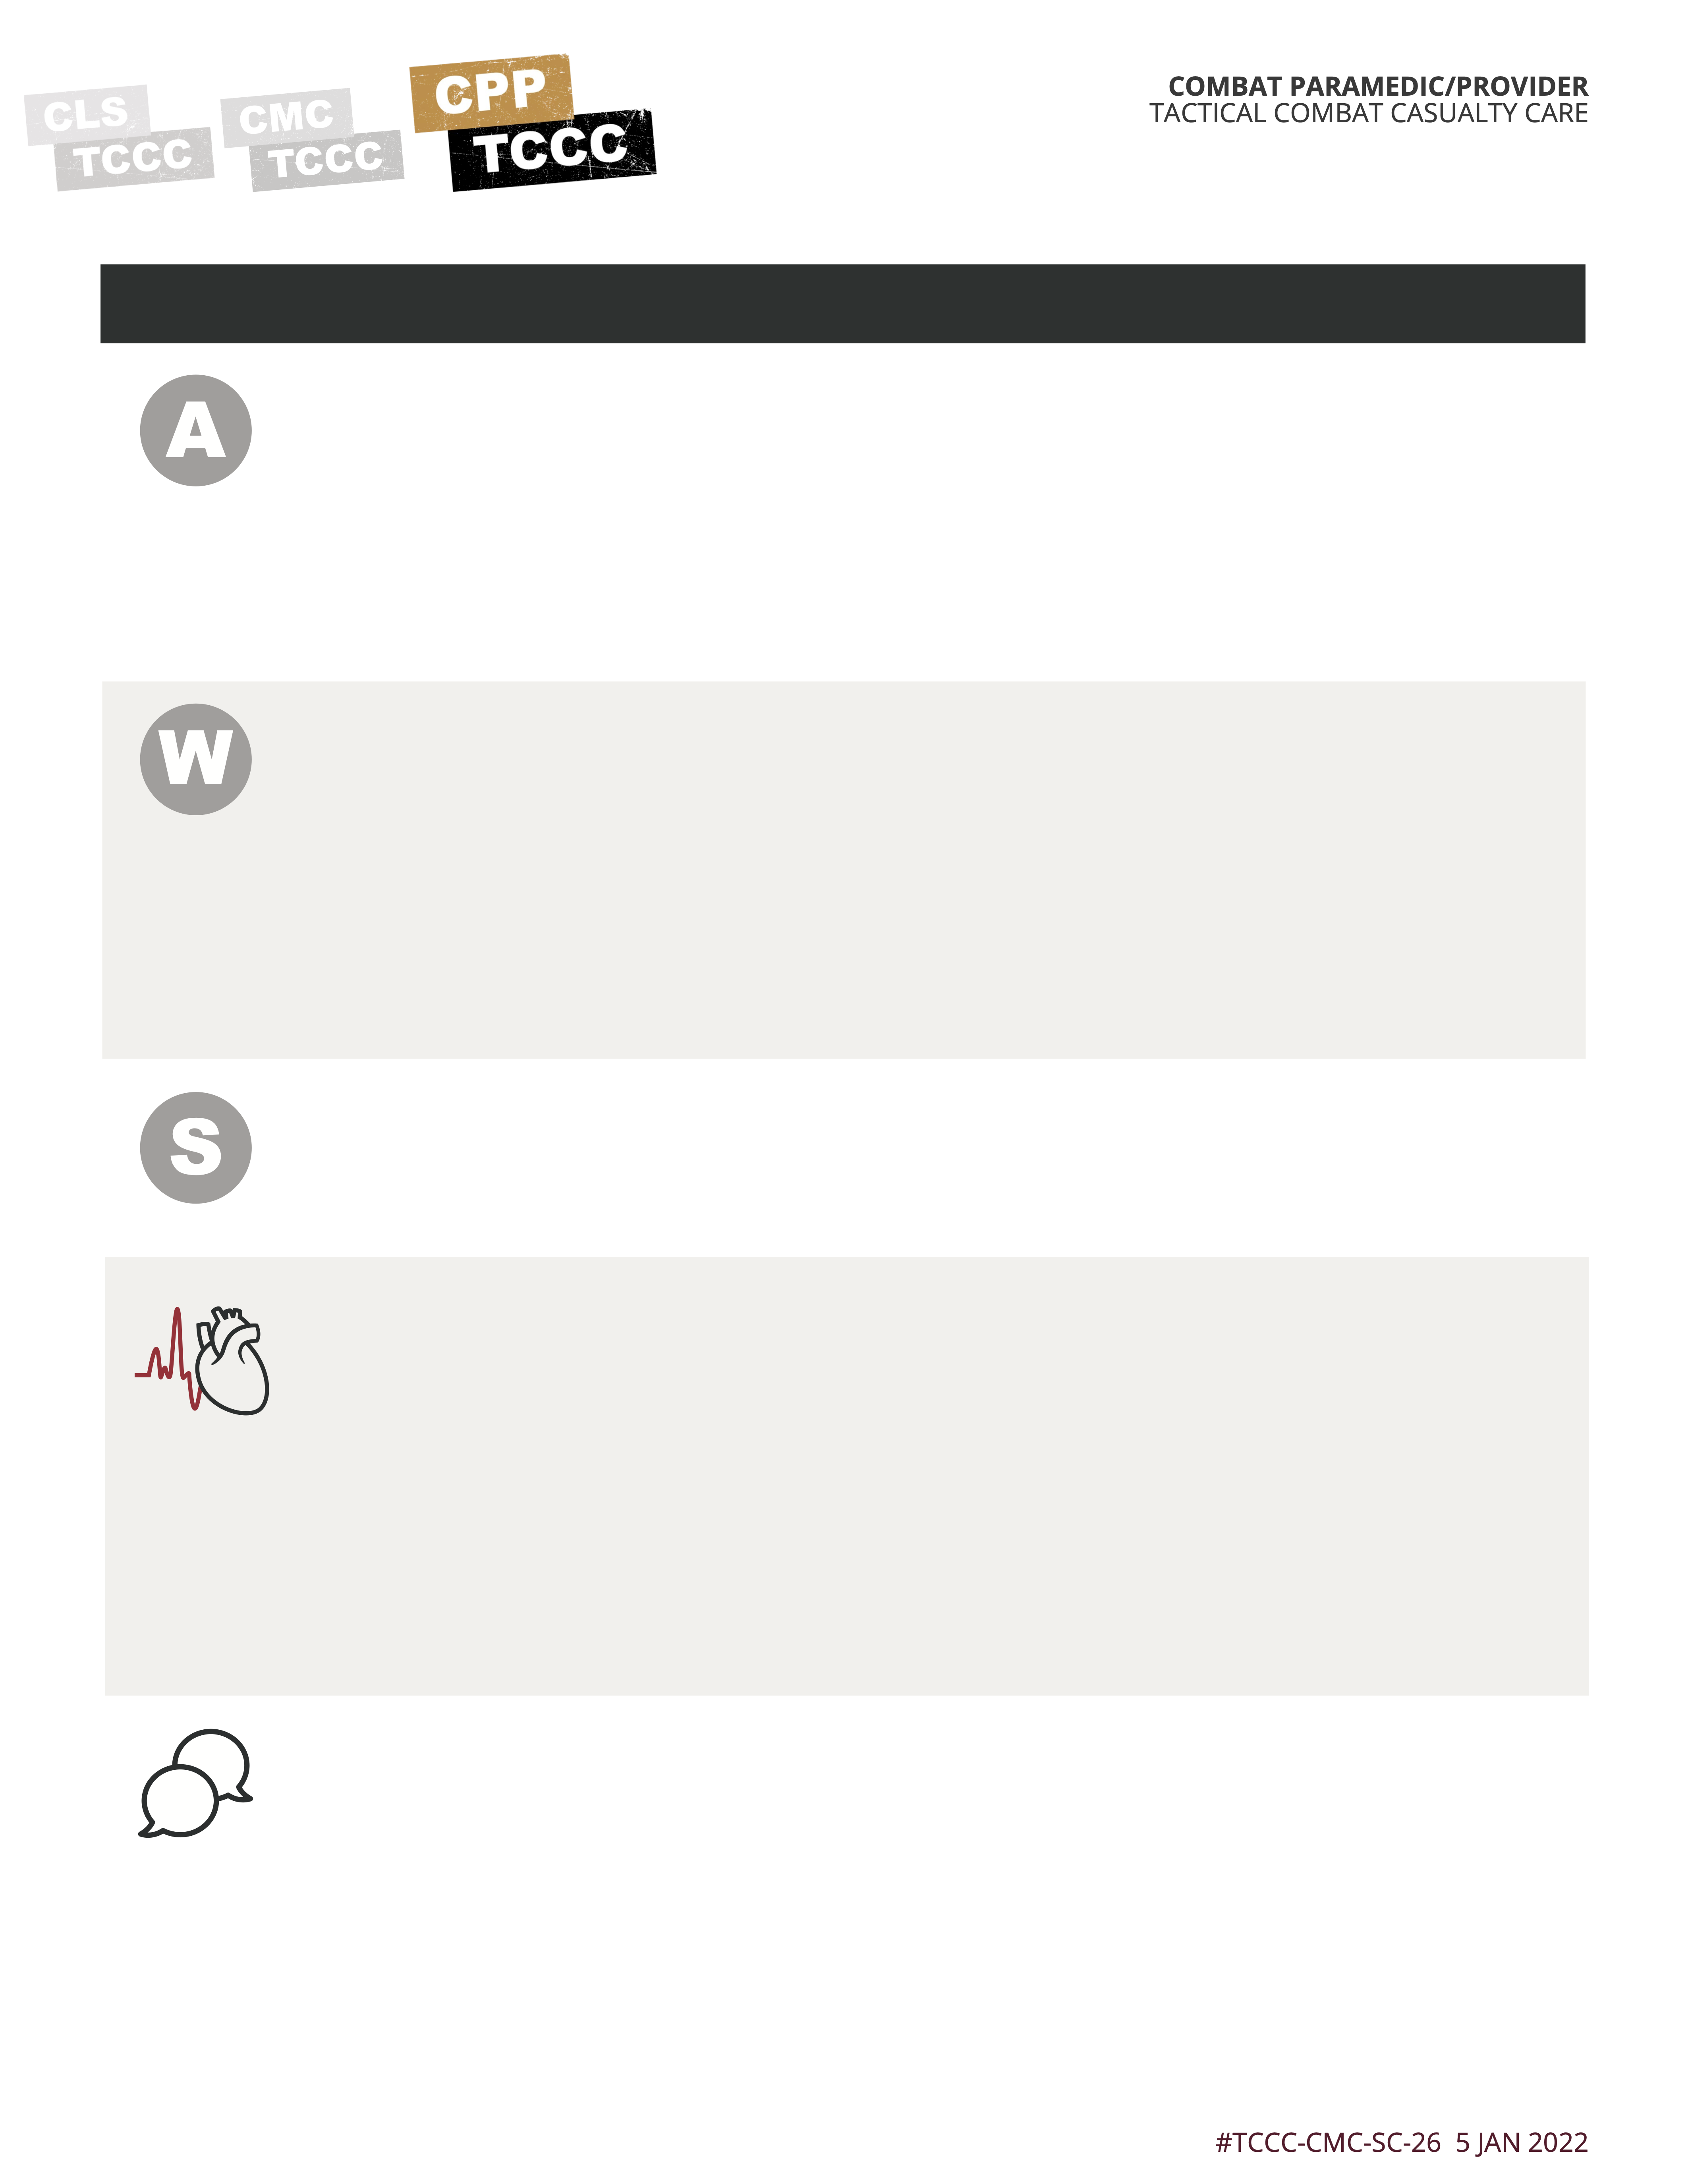 CLS
TCCC
CMC
TCCC
CPP
TCCC
COMBAT PARAMEDIC/PROVIDER
TACTICAL COMBAT CASUALTY CARE
A
W
S
#TCCC-CMC-SC-26 5 JAN 2022